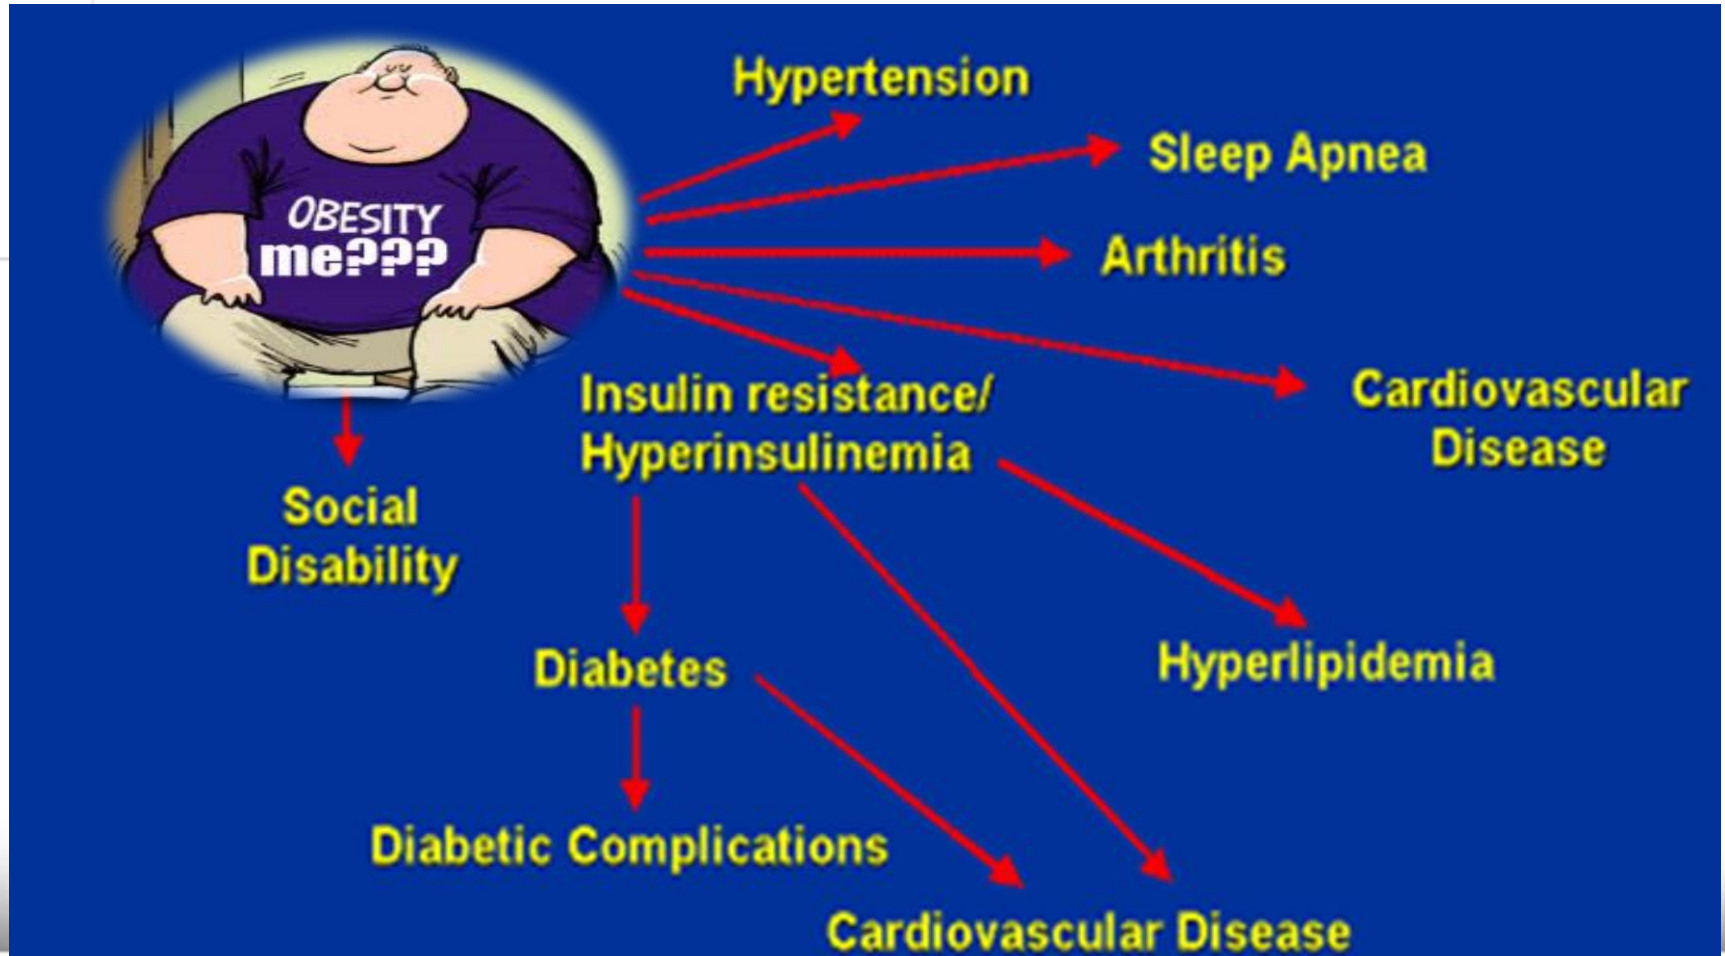 Hypertension
Sleep Apnea
OBESITY
me???
Arthritis
Insulin resistance/
Hyperinsulinemia
Cardiovascular
Disease
Social
Disability
Diabetes
Hyperlipidemia
Diabetic Complications
Cardiovascular Disease